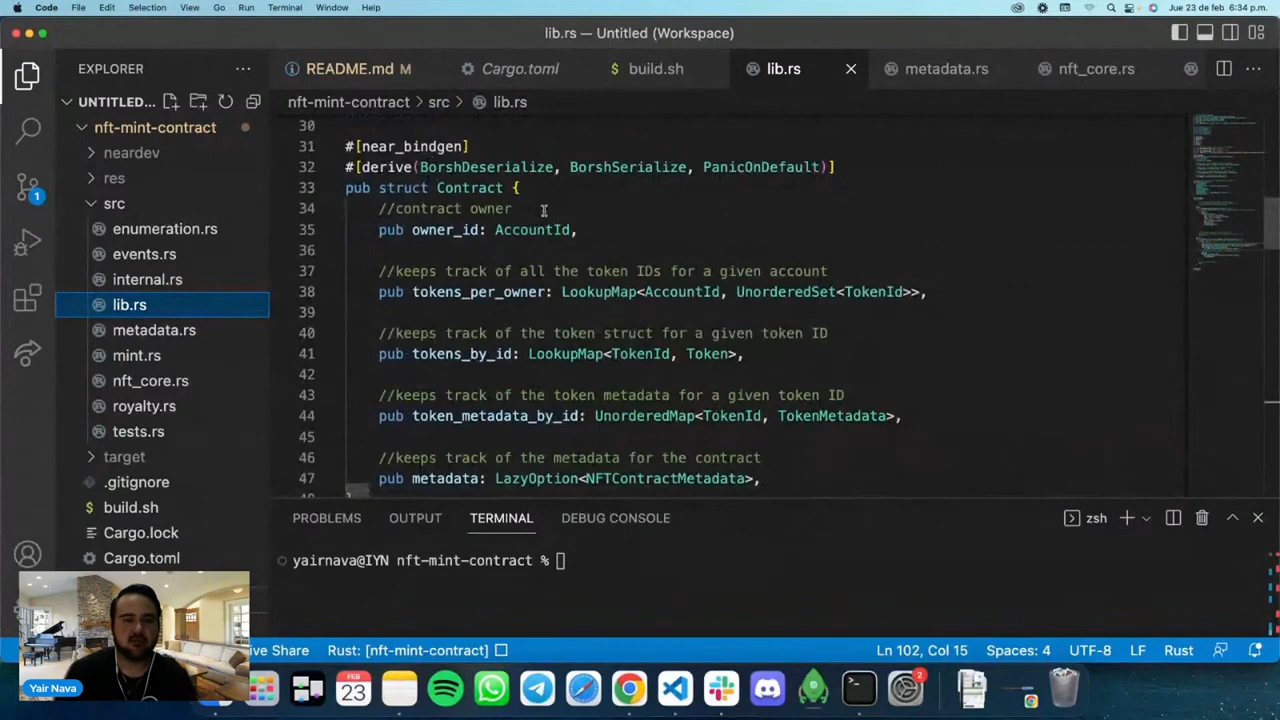 Code File Edit Selection View Go Run Terminal Window Help Jue 23 de feb 6:34 p.m.
lib.rs — Untitled (Workspace)
EXPLORER
README.md M
Cargo.toml
build.sh
lib.rs
metadata.rs
nft_core.rs
UNTITLED...
nft-mint-contract > src > lib.rs
nft-mint-contract
neardev
res
src
enumeration.rs
events.rs
internal.rs
lib.rs
metadata.rs
mint.rs
nft_core.rs
royalty.rs
tests.rs
target
.gitignore
build.sh
Cargo.lock
Cargo.toml
1
30
31 #[near_bindgen]
32 #[derive(BorshDeserialize, BorshSerialize, PanicOnDefault)]
33 pub struct Contract {
34 //contract owner
35 pub owner_id: AccountId,
36
37 //keeps track of all the token IDs for a given account
38 pub tokens_per_owner: LookupMap<AccountId, UnorderedSet<TokenId>>,
39
40 //keeps track of the token struct for a given token ID
41 pub tokens_by_id: LookupMap<TokenId, Token>,
42
43 //keeps track of the token metadata for a given token ID
44 pub token_metadata_by_id: UnorderedMap<TokenId, TokenMetadata>,
45
46 //keeps track of the metadata for the contract
47 pub metadata: LazyOption<NFTContractMetadata>,
PROBLEMS OUTPUT TERMINAL DEBUG CONSOLE zsh
yairnava@IYN nft-mint-contract %
ive Share Rust: [nft-mint-contract] Ln 102, Col 15 Spaces: 4 UTF-8 LF Rust
Yair Nava
FEB
23
2